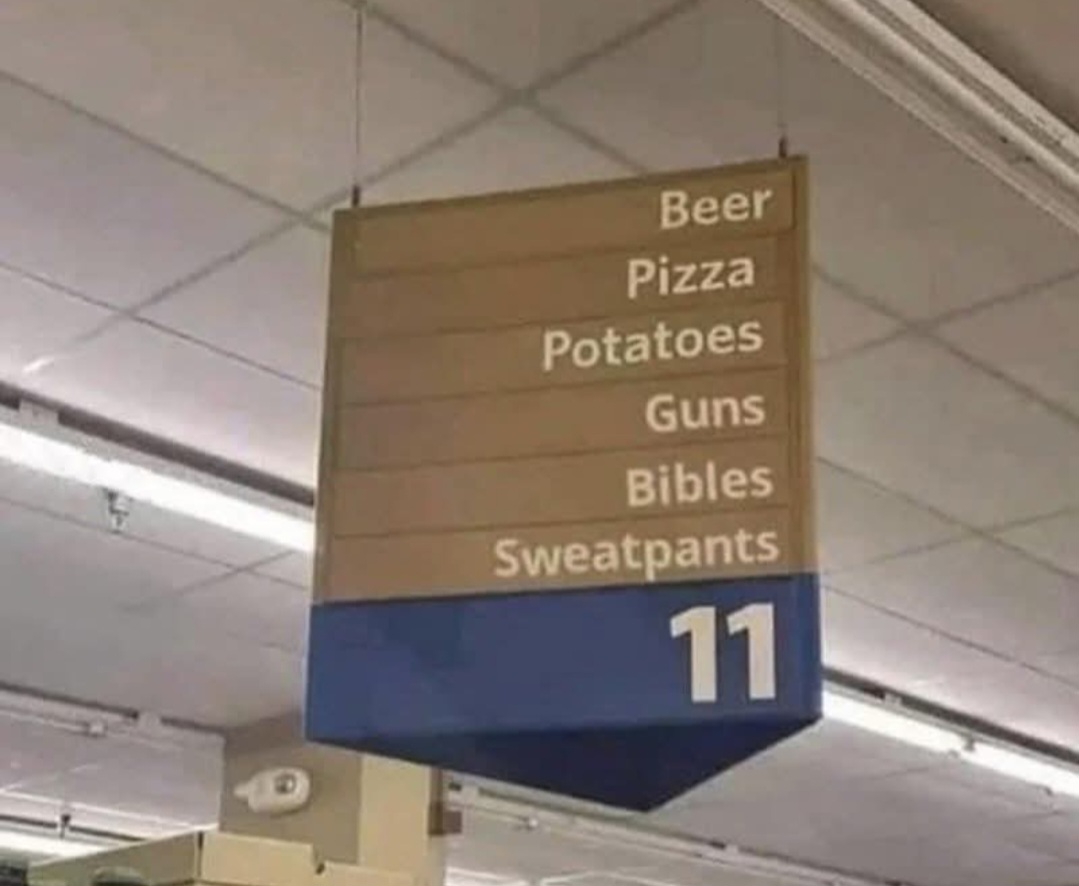 Beer
Pizza
Potatoes
Guns
Bibles
Sweatpants
11